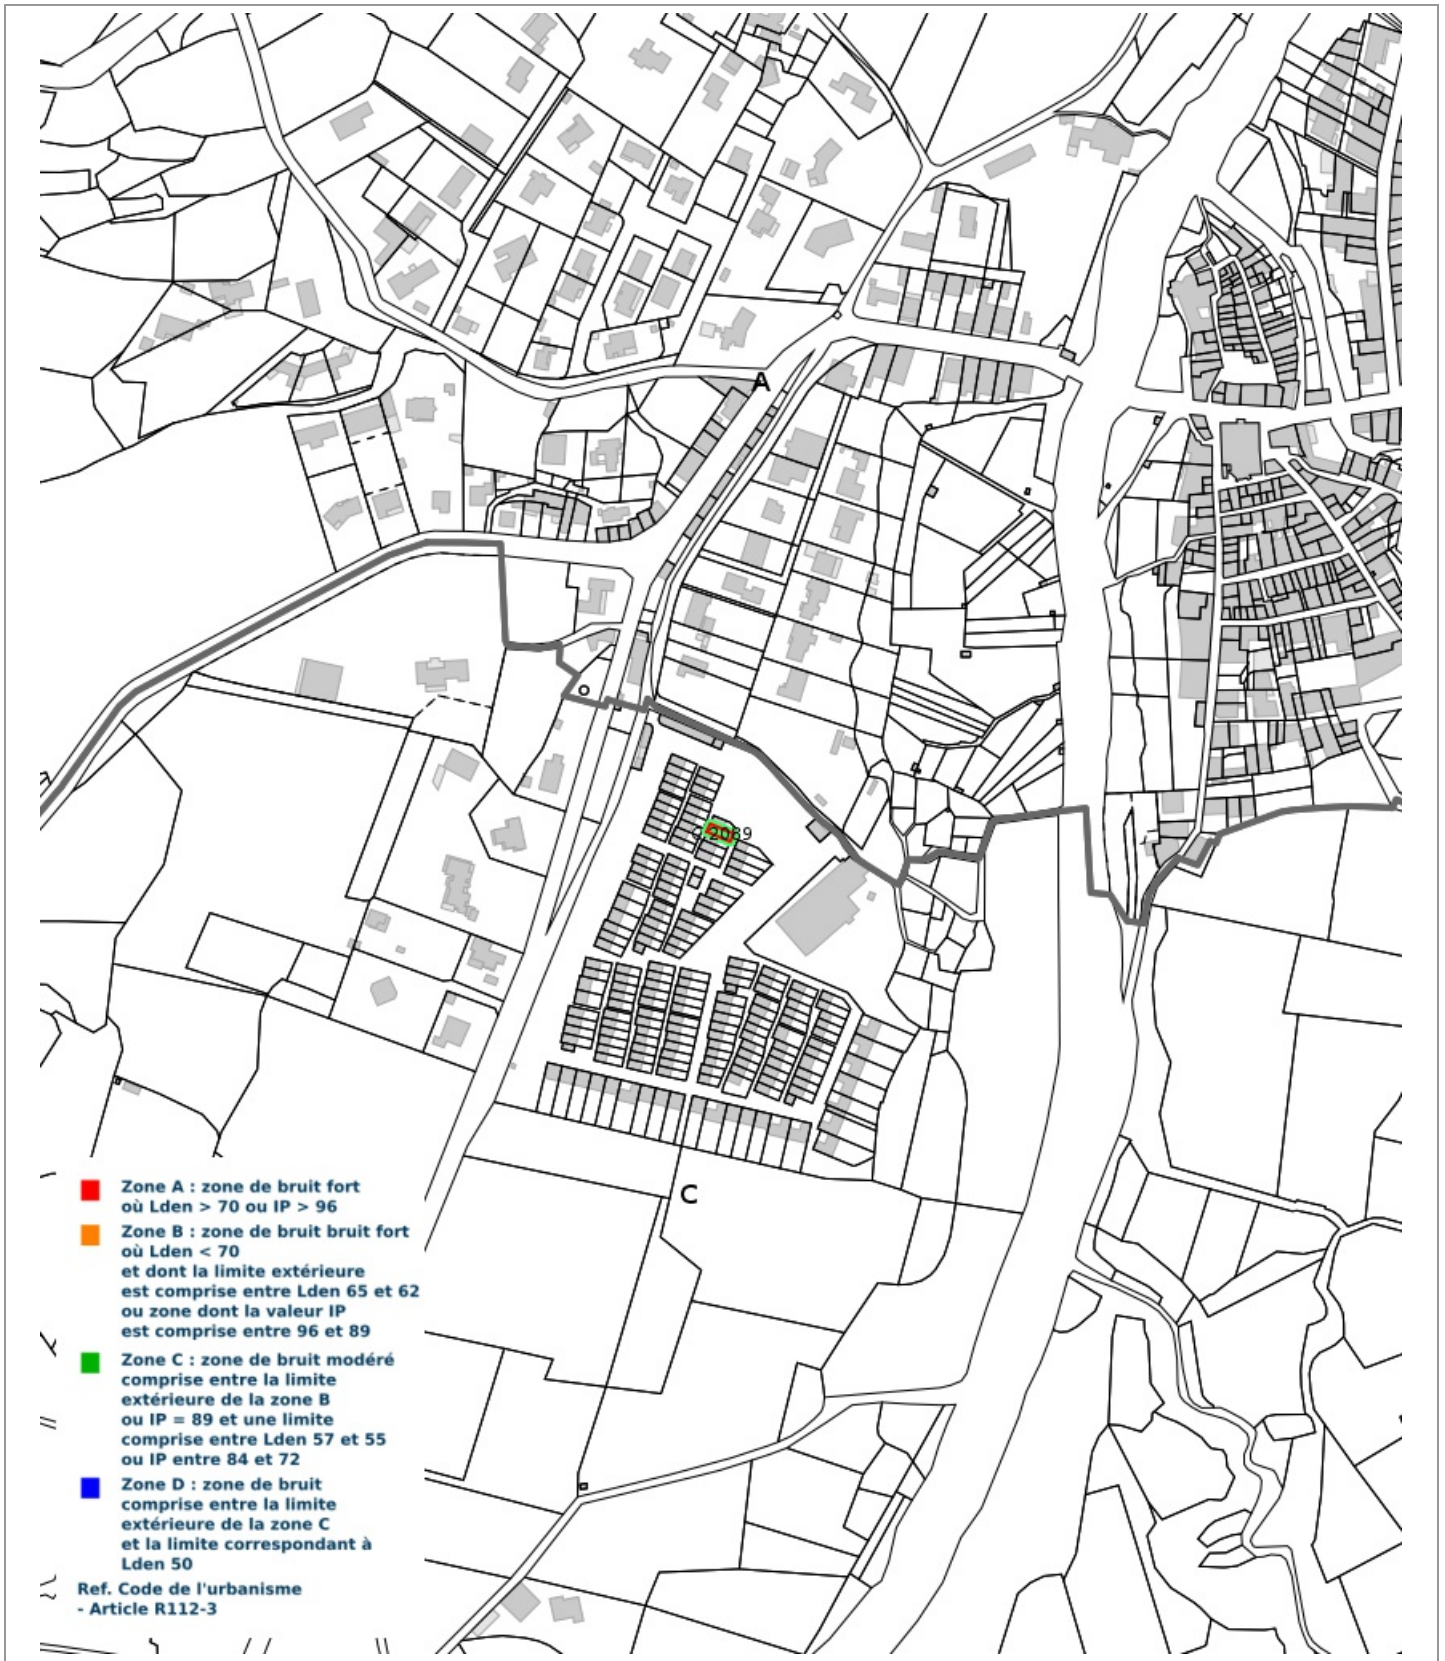 A
C 2089
C
Zone A : zone de bruit fort
où Lden > 70 ou IP > 96
Zone B : zone de bruit bruit fort
où Lden < 70
et dont la limite extérieure
est comprise entre Lden 65 et 62
ou zone dont la valeur IP
est comprise entre 96 et 89
Zone C : zone de bruit modéré
comprise entre la limite
extérieure de la zone B
ou IP = 89 et une limite
comprise entre Lden 57 et 55
ou IP entre 84 et 72
Zone D : zone de bruit
comprise entre la limite
extérieure de la zone C
et la limite correspondant à
Lden 50
Ref. Code de l'urbanisme
- Article R112-3